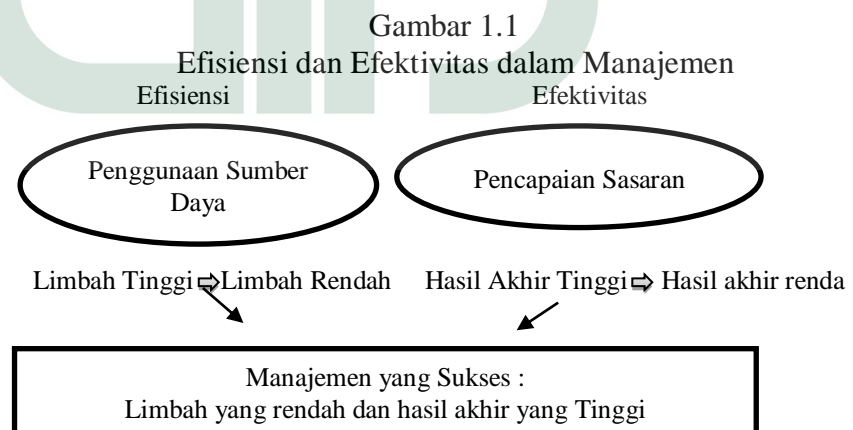 Gambar 1.1
Efisiensi dan Efektivitas dalam Manajemen
Efisiensi Efektivitas
Penggunaan Sumber
Daya
Pencapaian Sasaran
Limbah Tinggi Limbah Rendah Hasil Akhir Tinggi Hasil akhir renda
Manajemen yang Sukses :
Limbah yang rendah dan hasil akhir yang Tinggi